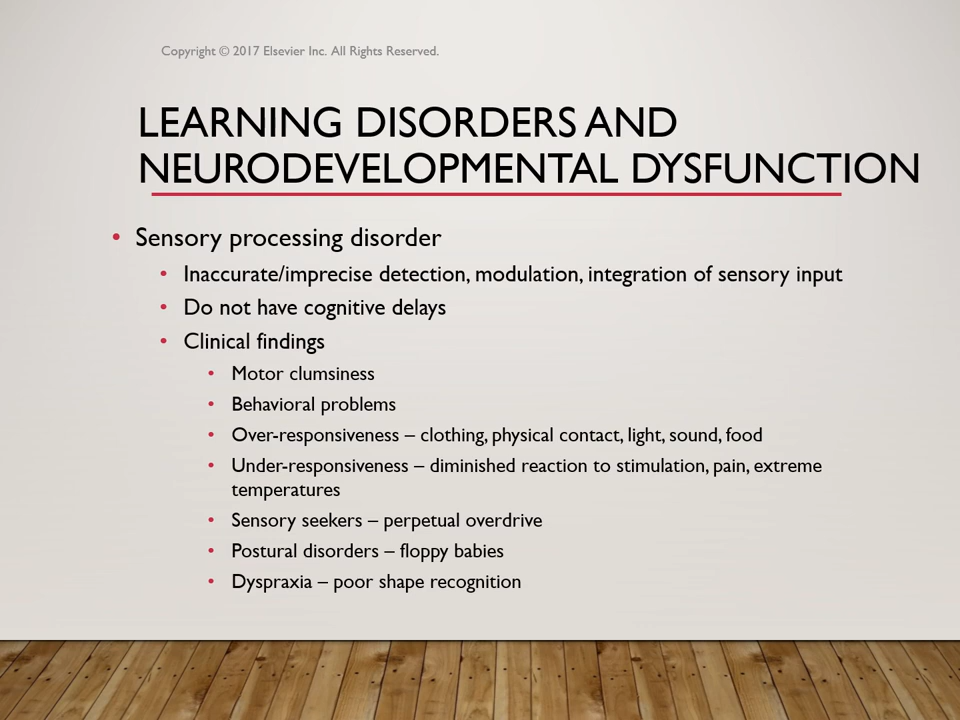 Copyright © 2017 Elsevier Inc. All Rights Reserved.
LEARNING DISORDERS AND
NEURODEVELOPMENTAL DYSFUNCTION
• Sensory processing disorder
• Inaccurate/imprecise detection, modulation, integration of sensory input
• Do not have cognitive delays
• Clinical findings
• Motor clumsiness
• Behavioral problems
• Over-responsiveness – clothing, physical contact, light, sound, food
• Under-responsiveness – diminished reaction to stimulation, pain, extreme
temperatures
• Sensory seekers – perpetual overdrive
• Postural disorders – floppy babies
• Dyspraxia – poor shape recognition